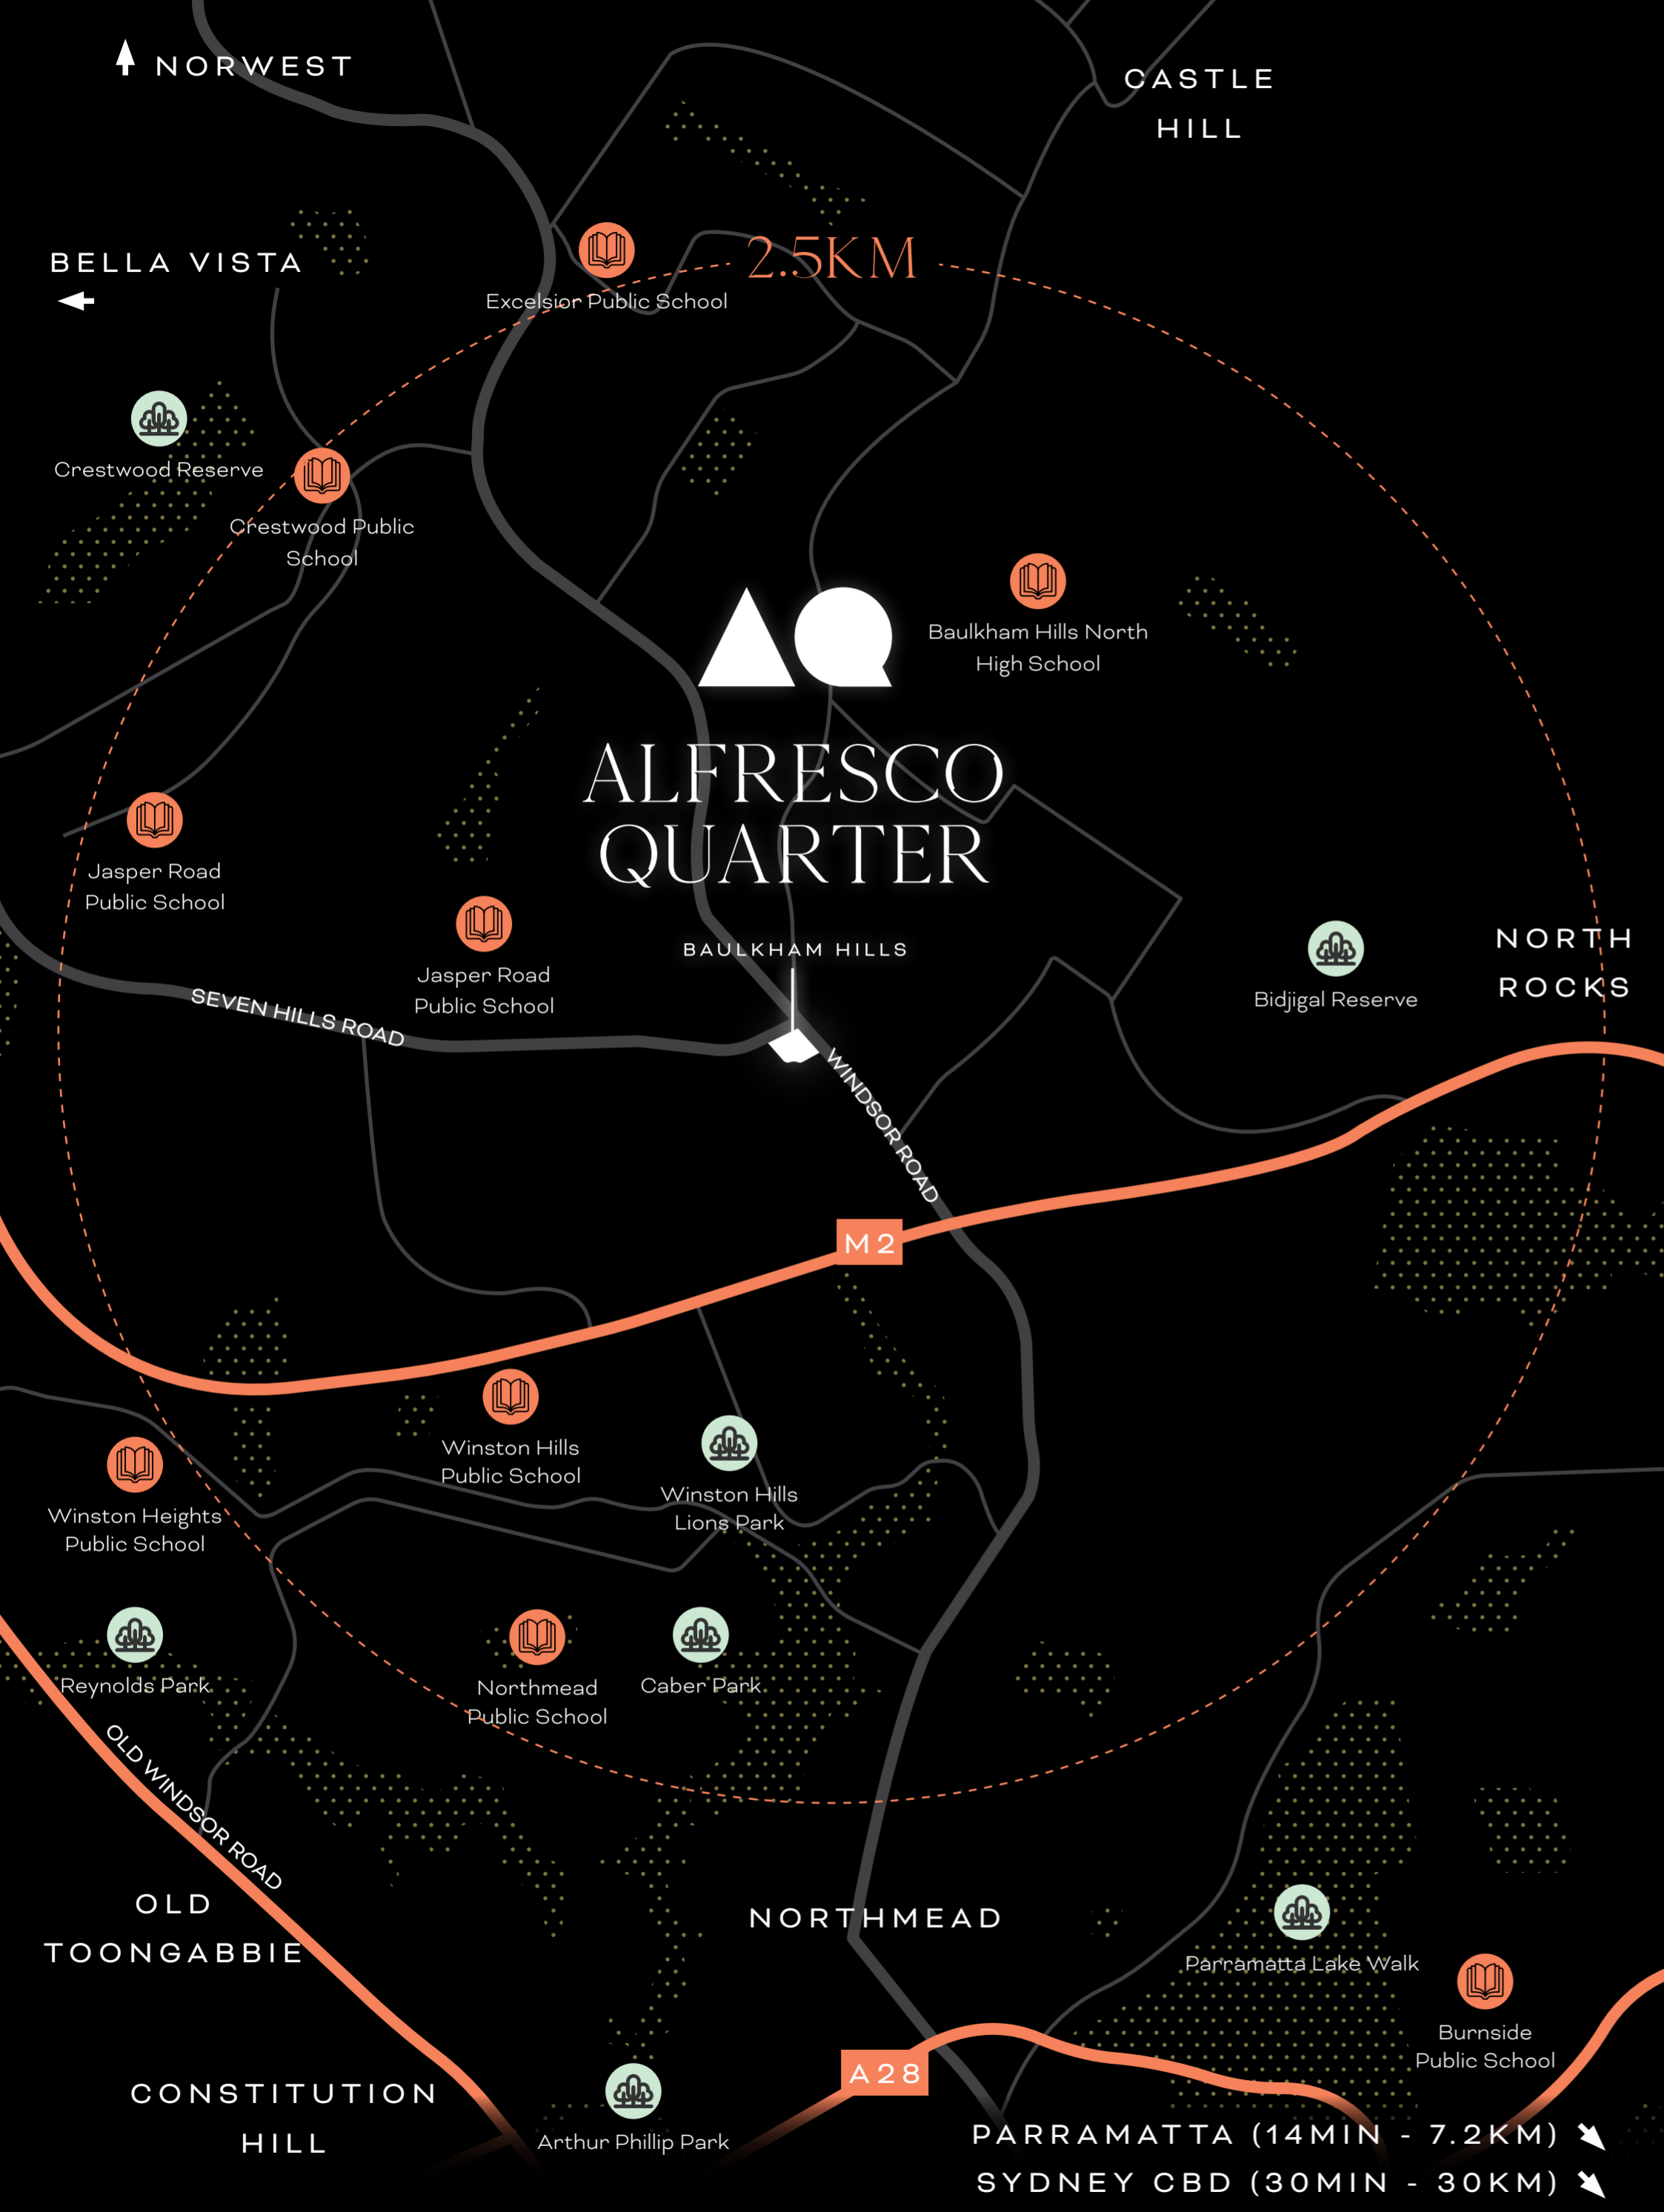 NORWEST
CASTLE
HILL
BELLA VISTA
2.5KM
Excelsior Public School
Crestwood Reserve
Crestwood Public
School
Baulkham Hills North
High School
AQ
ALFRESCO
QUARTER
Jasper Road
Public School
Jasper Road
Public School
BAULKHAM HILLS
NORTH
ROCKS
Bidjigal Reserve
SEVEN HILLS ROAD
WINDSOR ROAD
M2
Winston Hills
Public School
Winston Hills
Lions Park
Winston Heights
Public School
Reynolds Park
Northmead
Public School
Caber Park
OLD WINDSOR ROAD
OLD
TOONGABBIE
NORTHMEAD
Parramatta Lake Walk
Burnside
Public School
A28
CONSTITUTION
HILL
Arthur Phillip Park
PARRAMATTA (14MIN - 7.2KM)
SYDNEY CBD (30MIN - 30KM)